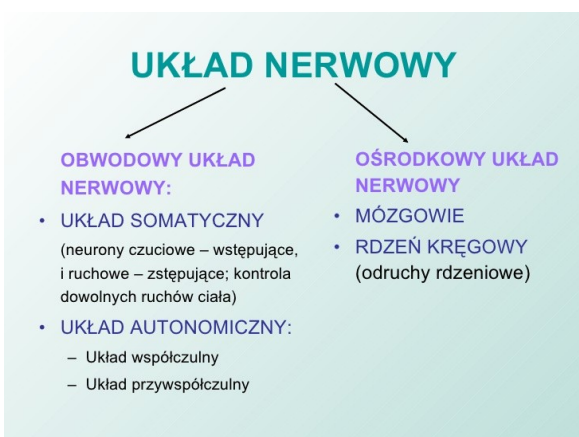 UKŁAD NERWOWY
OBWODOWY UKŁAD
NERWOWY:
• UKŁAD SOMATYCZNY
(neurony czuciowe – wstępujące,
i ruchowe – zstępujące; kontrola
dowolnych ruchów ciała)
• UKŁAD AUTONOMICZNY:
– Układ współczulny
– Układ przywspółczulny
OŚRODKOWY UKŁAD
NERWOWY
• MÓZGOWIE
• RDZEŃ KRĘGOWY
(odruchy rdzeniowe)